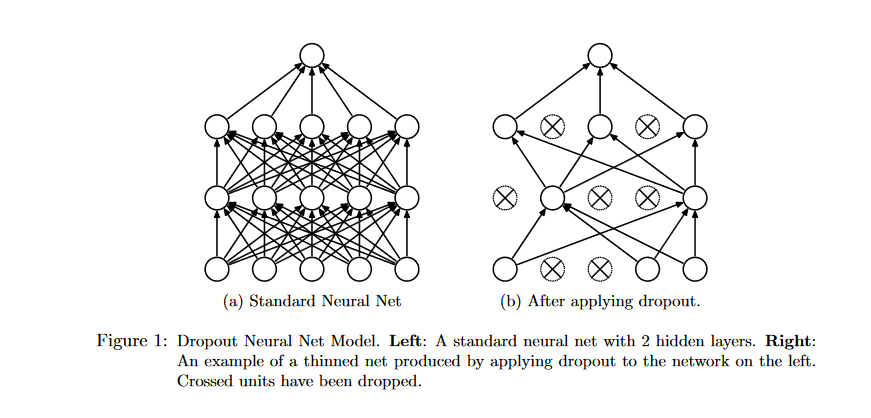 (a) Standard Neural Net
(b) After applying dropout.
Figure 1: Dropout Neural Net Model. Left: A standard neural net with 2 hidden layers. Right:
An example of a thinned net produced by applying dropout to the network on the left.
Crossed units have been dropped.